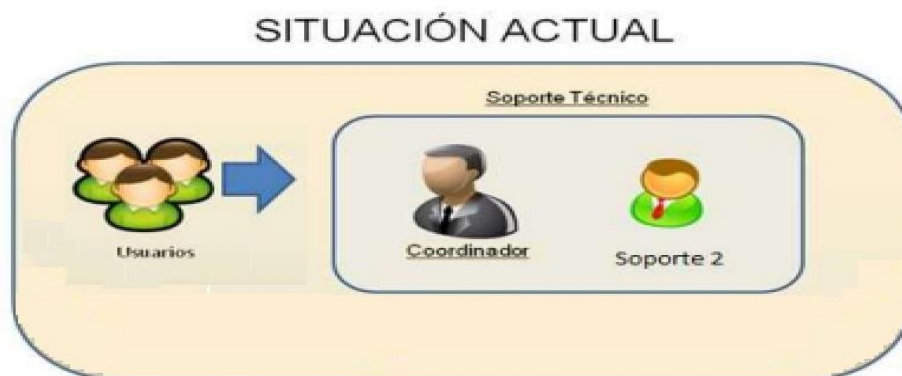 SITUACIÓN ACTUAL
Soporte Técnico
Usuarios
Coordinador
Soporte 2